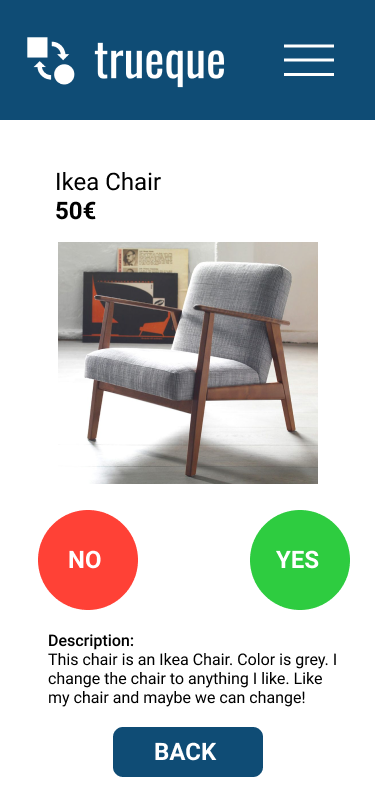 trueque
Ikea Chair
50€
NO
YES
Description:
This chair is an Ikea Chair. Color is grey. I
change the chair to anything I like. Like
my chair and maybe we can change!
BACK